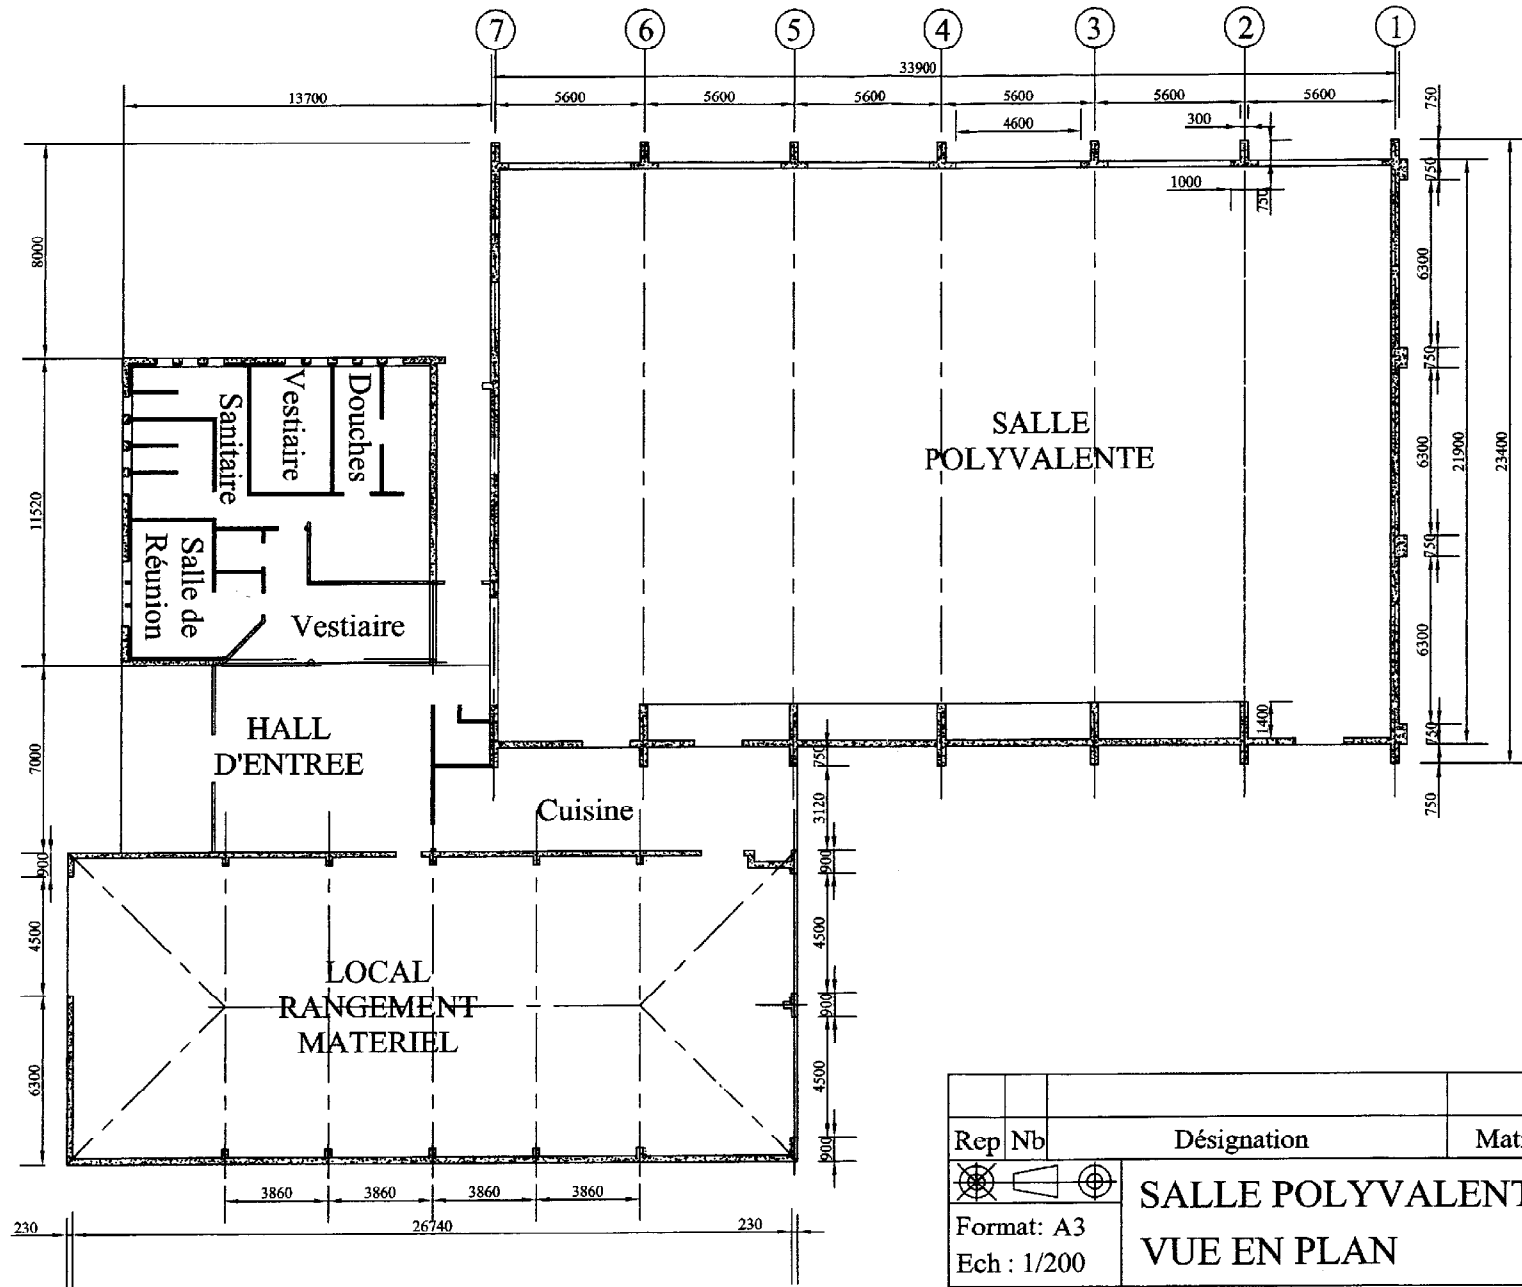 7
6
5
4
3
2
1
33900
13700
5600
5600
5600
5600
5600
5600
750
4600
300
1000
750
750
8000
6300
SALLE
POLYVALENTE
750
Sanitaire
Vestiaire
Douches
6300
21900
23400
11520
750
Salle de
Réunion
Vestiaire
6300
HALL
D'ENTREE
7000
1400
750
750
750
Cuisine
3120
900
900
4500
4500
LOCAL
RANGEMENT
MATERIEL
900
6300
4500
900
3860
3860
3860
3860
230
26740
230
Rep
Nb
Désignation
Mat
Format: A3
Ech : 1/200
SALLE POLYVALENT
VUE EN PLAN